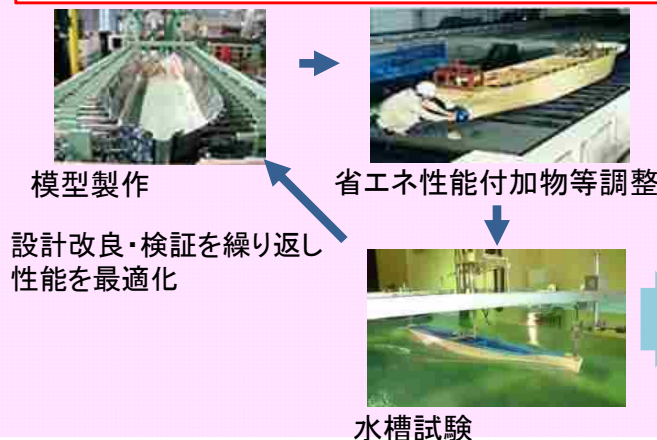 模型製作
省エネ性能付加物等調整
設計改良・検証を繰り返し
性能を最適化
水槽試験